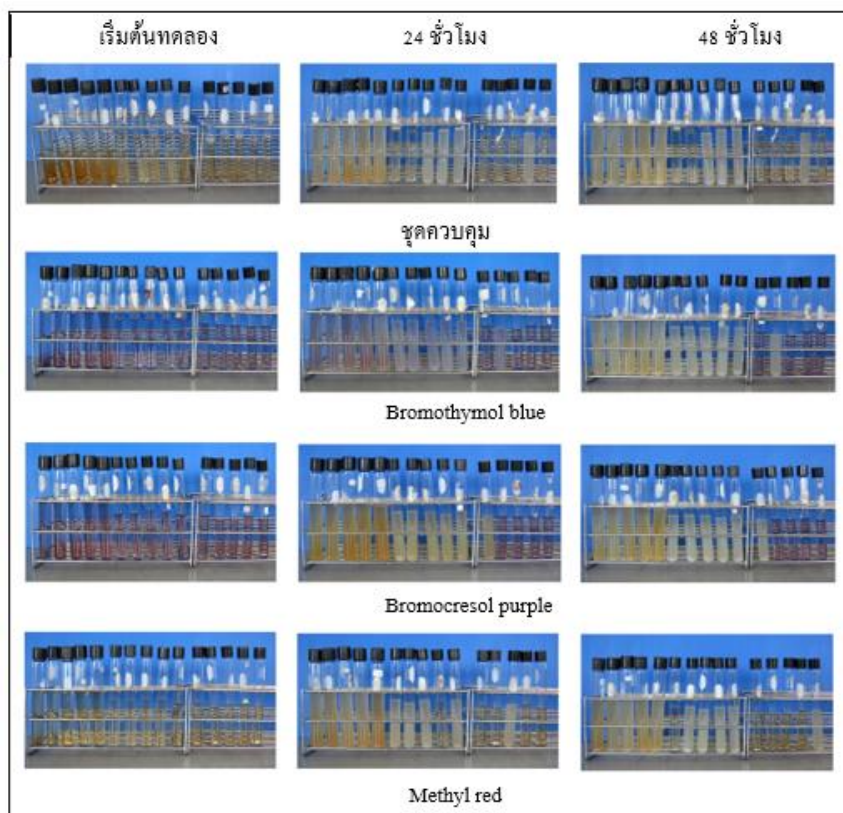 เริ่มต้นทดลอง 24 ชั่วโมง 48 ชั่วโมง
ชุดควบคุม
Bromothymol blue
Bromocresol purple
Methyl red